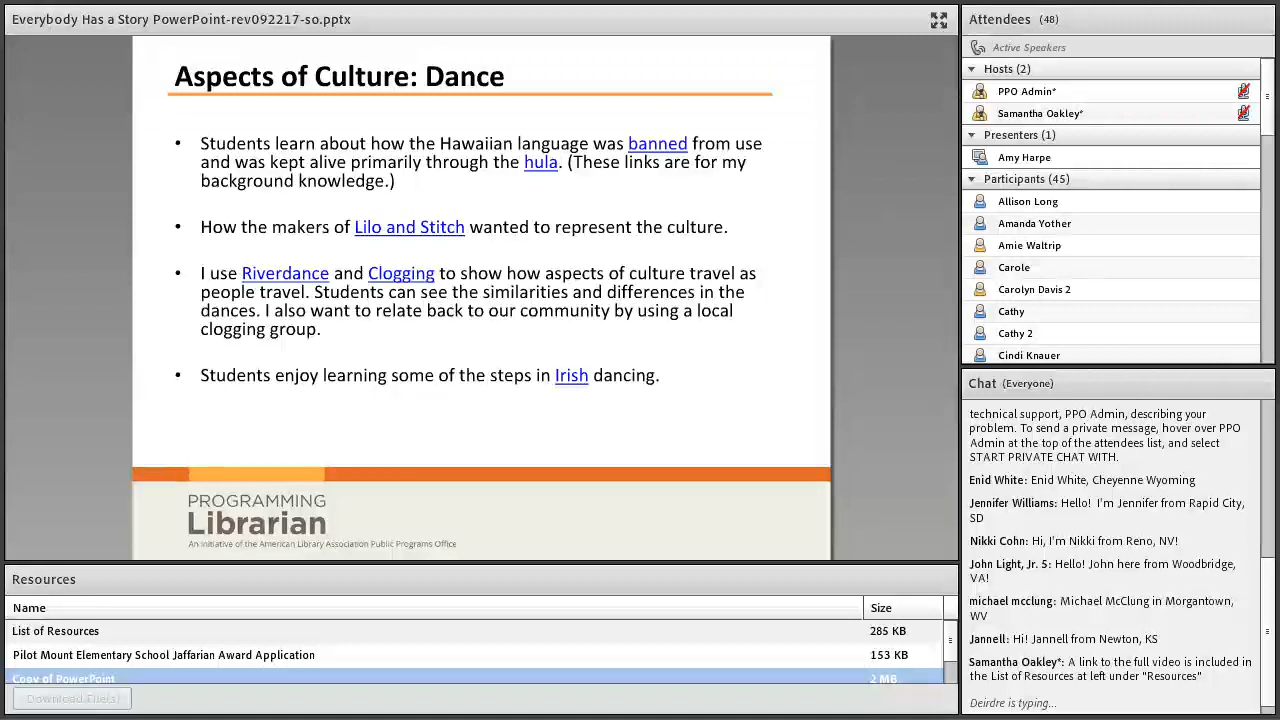 Everybody Has a Story PowerPoint-rev092217-so.pptx
Aspects of Culture: Dance
• Students learn about how the Hawaiian language was banned from use
and was kept alive primarily through the hula. (These links are for my
background knowledge.)
• How the makers of Lilo and Stitch wanted to represent the culture.
• I use Riverdance and Clogging to show how aspects of culture travel as
people travel. Students can see the similarities and differences in the
dances. I also want to relate back to our community by using a local
clogging group.
• Students enjoy learning some of the steps in Irish dancing.
PROGRAMMING
Librarian
An initiative of the American Library Association Public Programs Office
Resources
Name Size
List of Resources 285 KB
Pilot Mount Elementary School Jaffarian Award Application 153 KB
Copy of PowerPoint 2 MB
Download File(s)
Attendees (48)
Active Speakers
Hosts (2)
PPO Admin*
Samantha Oakley*
Presenters (1)
Amy Harpe
Participants (45)
Allison Long
Amanda Yother
Amie Waltrip
Carole
Carolyn Davis 2
Cathy
Cathy 2
Cindi Knauer
Chat (Everyone)
technical support, PPO Admin, describing your
problem. To send a private message, hover over PPO
Admin at the top of the attendees list, and select
START PRIVATE CHAT WITH.
Enid White: Enid White, Cheyenne Wyoming
Jennifer Williams: Hello! I'm Jennifer from Rapid City,
SD
Nikki Cohn: Hi, I'm Nikki from Reno, NV!
John Light, Jr. 5: Hello! John here from Woodbridge,
VA!
michael mcclung: Michael McClung in Morgantown,
WV
Jannell: Hi! Jannell from Newton, KS
Samantha Oakley*: A link to the full video is included in
the List of Resources at left under "Resources"
Deirdre is typing...